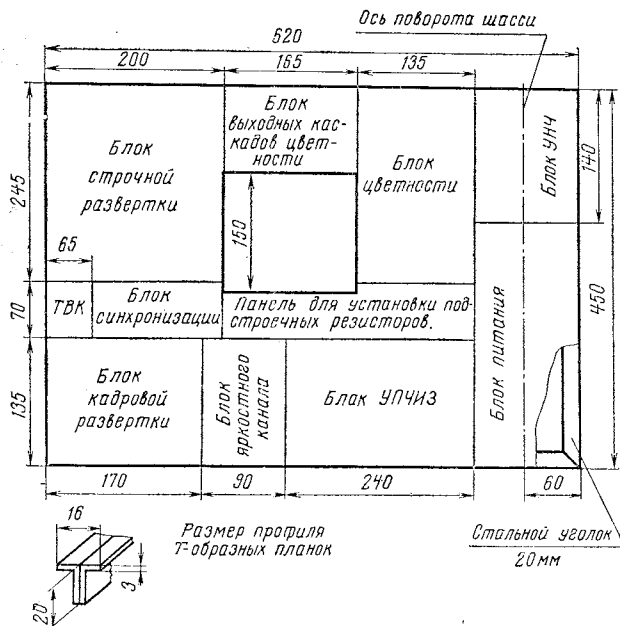 Ось поворота шасси
620
200
165
135
Блок
выходных кас-
кадов цвет-
ности
Блок
строчной
развертки
Блок
цветности
Блок УНЧ
140
245
150
65
450
ТВК
Блок
синхронизации
Панель для установки под-
строечных резисторов.
70
Блок питания
Блок
кадровой
развертки
Блок
яркостного
канала
Блак УПЧИЗ
135
170
90
240
60
16
Размер профиля
Т-образных планок
Стальной уголок
20мм
3
20